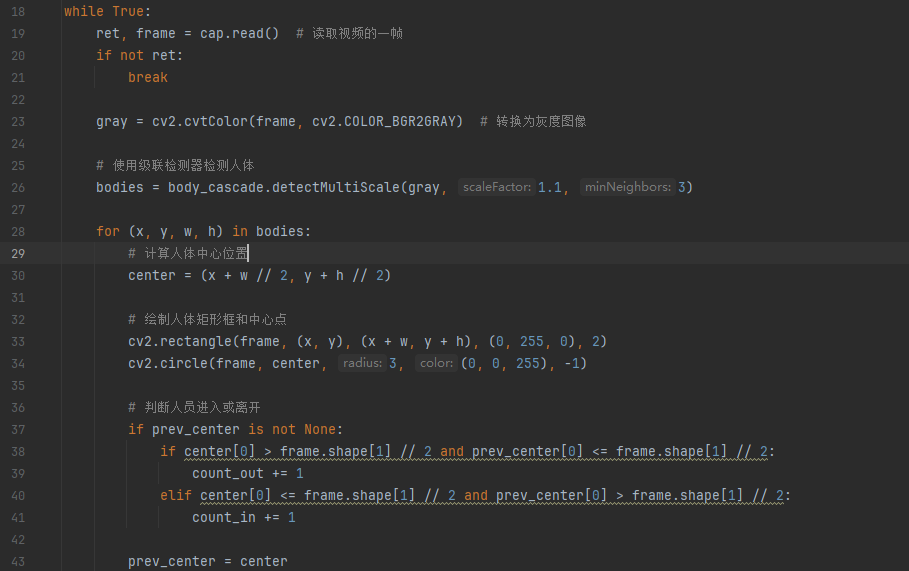 18 while True:
19 ret, frame = cap.read()  # 读取视频的一帧
20 if not ret:
21 break
22
23 gray = cv2.cvtColor(frame, cv2.COLOR_BGR2GRAY)  # 转换为灰度图像
24
25 # 使用级联检测器检测人体
26 bodies = body_cascade.detectMultiScale(gray, scaleFactor: 1.1, minNeighbors: 3)
27
28 for (x, y, w, h) in bodies:
29 # 计算人体中心位置
30 center = (x + w // 2, y + h // 2)
31
32 # 绘制人体矩形框和中心点
33 cv2.rectangle(frame, (x, y), (x + w, y + h), (0, 255, 0), 2)
34 cv2.circle(frame, center, radius: 3, color: (0, 0, 255), -1)
35
36 # 判断人员进入或离开
37 if prev_center is not None:
38 if center[0] > frame.shape[1] // 2 and prev_center[0] <= frame.shape[1] // 2:
39 count_out += 1
40 elif center[0] <= frame.shape[1] // 2 and prev_center[0] > frame.shape[1] // 2:
41 count_in += 1
42
43 prev_center = center